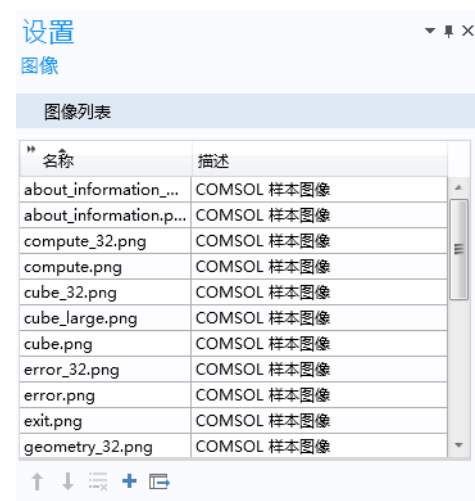 设置
图像
图像列表
名称 描述
about_information_... COMSOL 样本图像
about_information.p... COMSOL 样本图像
compute_32.png COMSOL 样本图像
compute.png COMSOL 样本图像
cube_32.png COMSOL 样本图像
cube_large.png COMSOL 样本图像
cube.png COMSOL 样本图像
error_32.png COMSOL 样本图像
error.png COMSOL 样本图像
exit.png COMSOL 样本图像
geometry_32.png COMSOL 样本图像